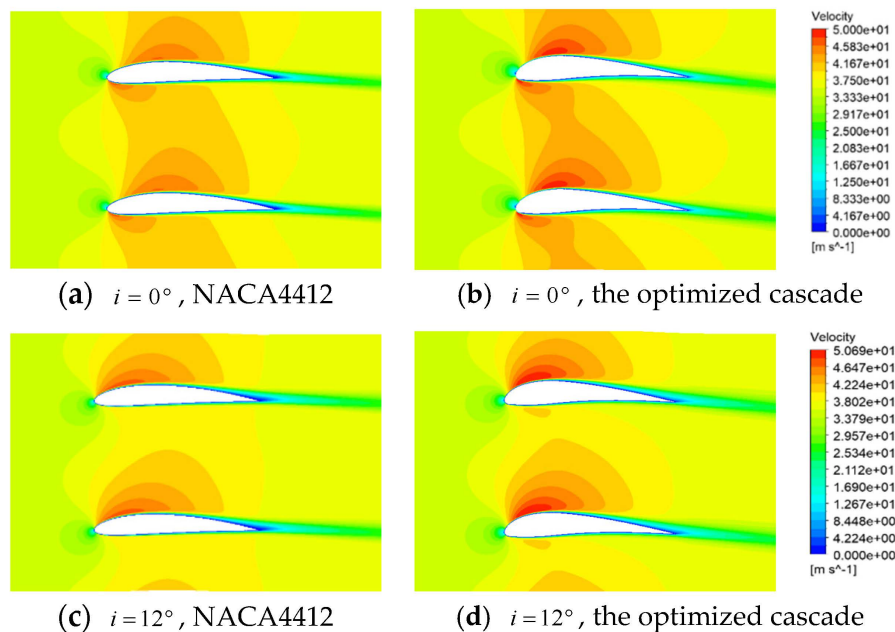 Velocity
5.000e+01
4.583e+01
4.167e+01
3.750e+01
3.333e+01
2.917e+01
2.500e+01
2.083e+01
1.667e+01
1.250e+01
8.333e+00
4.167e+00
0.000e+00
[m s^-1]
(a) i = 0°, NACA4412
(b) i = 0°, the optimized cascade
Velocity
5.069e+01
4.647e+01
4.224e+01
3.802e+01
3.379e+01
2.957e+01
2.534e+01
2.112e+01
1.690e+01
1.267e+01
8.448e+00
4.224e+00
0.000e+00
[m s^-1]
(c) i = 12°, NACA4412
(d) i = 12°, the optimized cascade